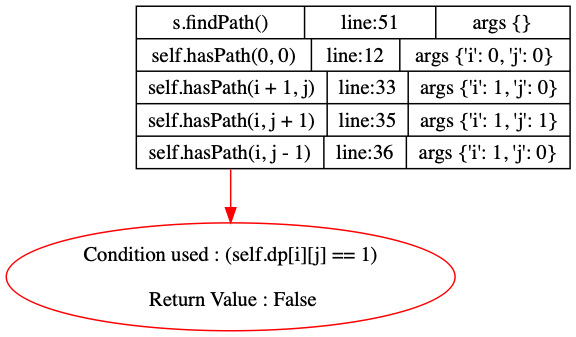 s.findPath() line:51 args {}
self.hasPath(0, 0) line:12 args {'i': 0, 'j': 0}
self.hasPath(i + 1, j) line:33 args {'i': 1, 'j': 0}
self.hasPath(i, j + 1) line:35 args {'i': 1, 'j': 1}
self.hasPath(i, j - 1) line:36 args {'i': 1, 'j': 0}
Condition used : (self.dp[i][j] == 1)
Return Value : False